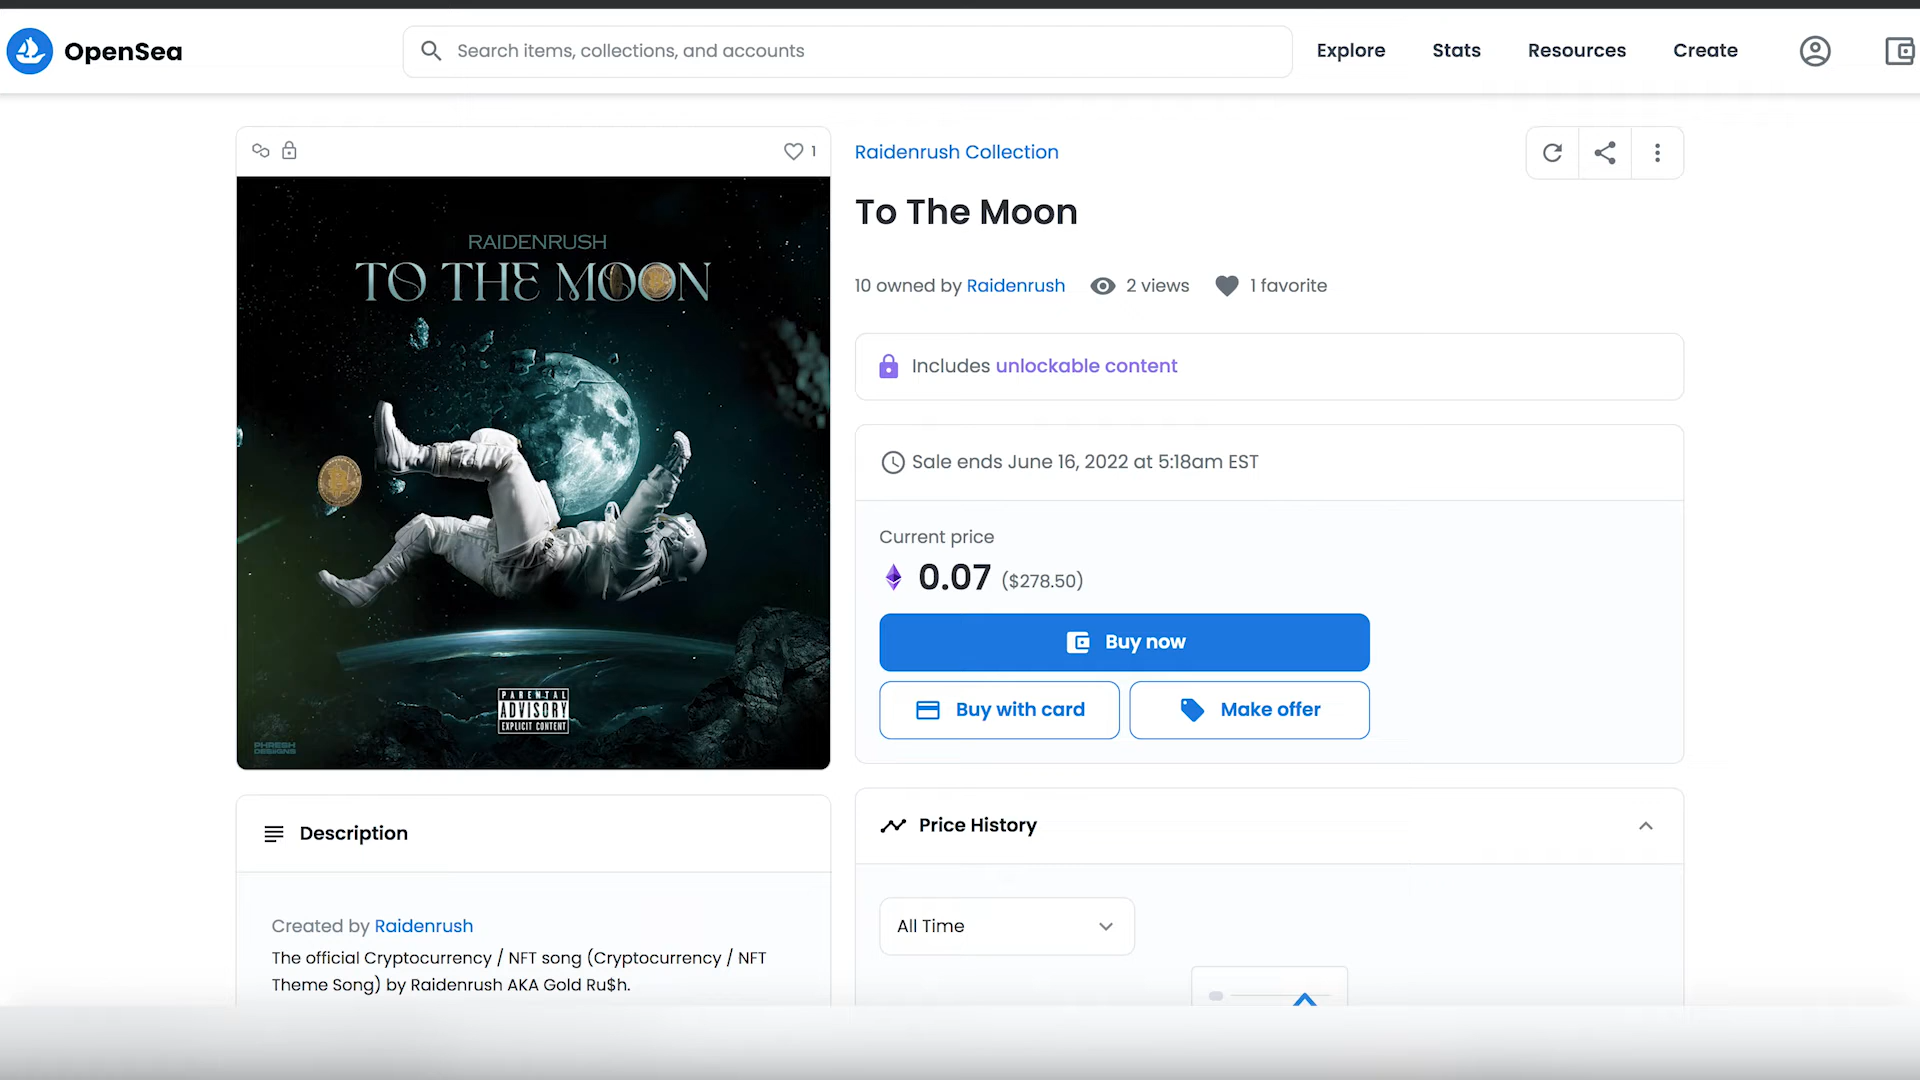 OpenSea
Search items, collections, and accounts
Explore
Stats
Resources
Create
1
RAIDENRUSH
TO THE MOON
PARENTAL
ADVISORY
EXPLICIT CONTENT
PHRESH
DESIGNS
Raidenrush Collection
To The Moon
10 owned by Raidenrush
2 views
1 favorite
Includes unlockable content
Sale ends June 16, 2022 at 5:18am EST
Current price
0.07 ($278.50)
Buy now
Buy with card
Make offer
Description
Created by Raidenrush
The official Cryptocurrency / NFT song (Cryptocurrency / NFT
Theme Song) by Raidenrush AKA Gold Ru$h.
Price History
All Time